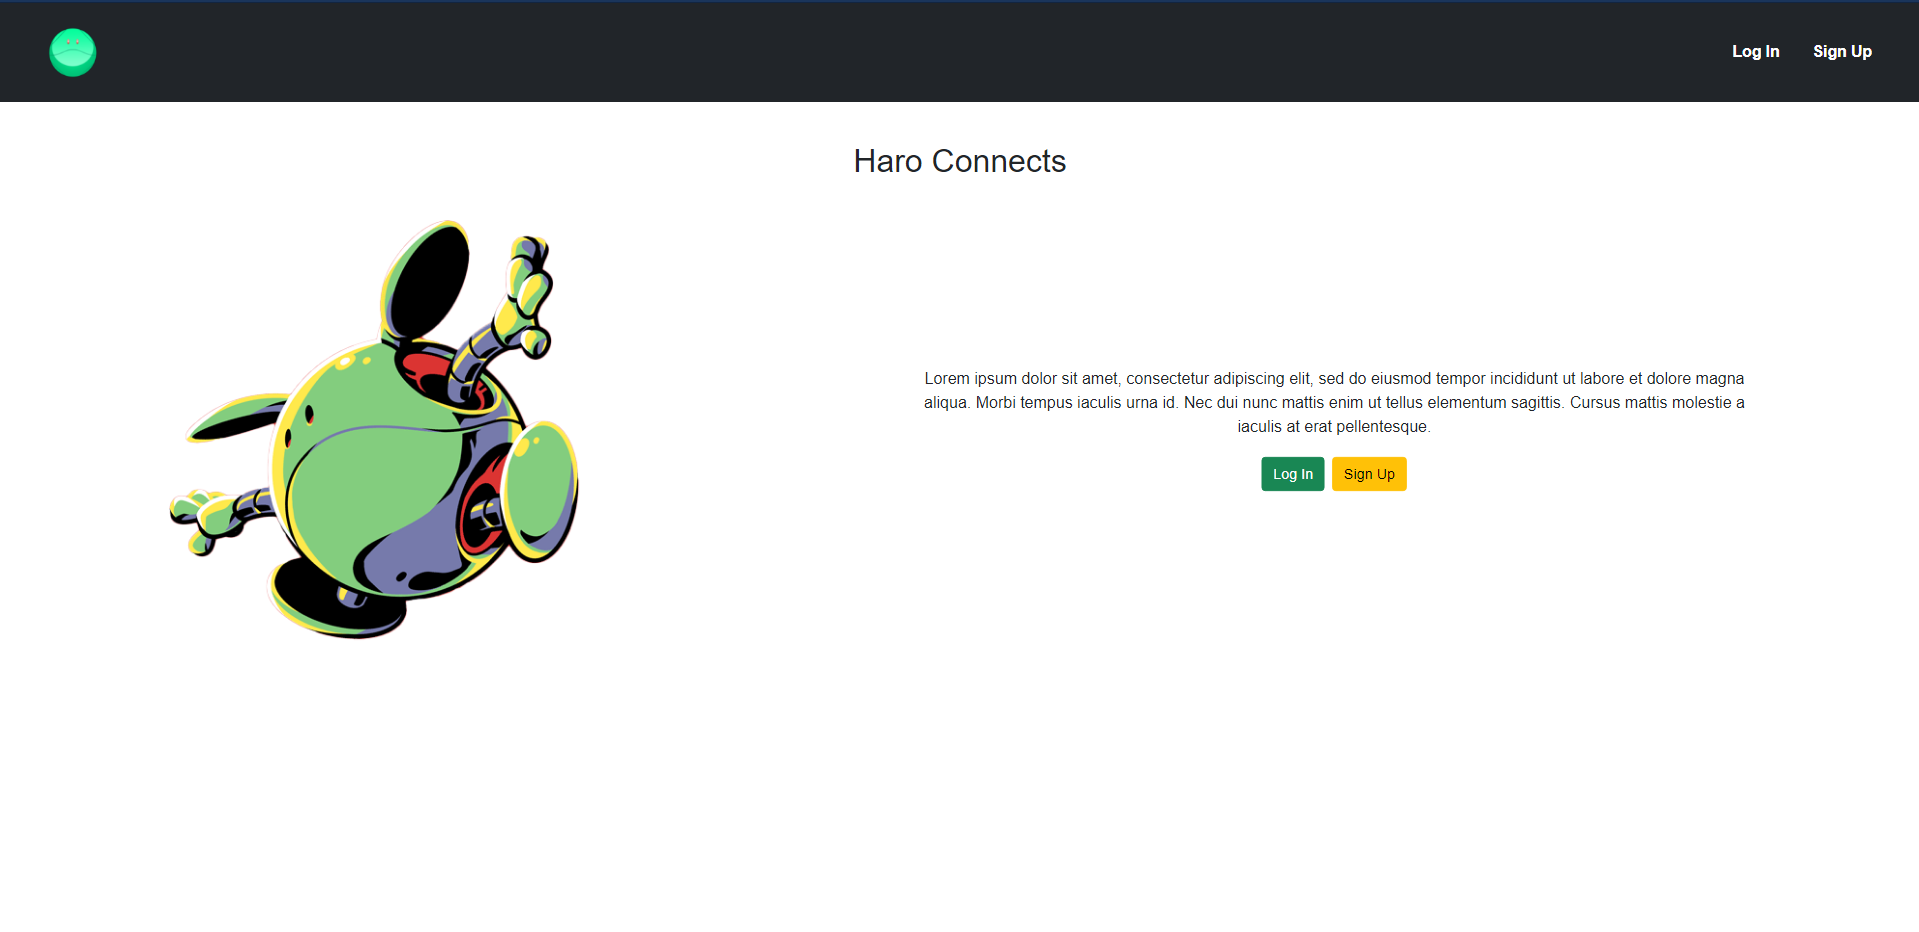 Log In
Sign Up
Haro Connects
Lorem ipsum dolor sit amet, consectetur adipiscing elit, sed do eiusmod tempor incididunt ut labore et dolore magna
aliqua. Morbi tempus iaculis urna id. Nec dui nunc mattis enim ut tellus elementum sagittis. Cursus mattis molestie a
iaculis at erat pellentesque.
Log In
Sign Up